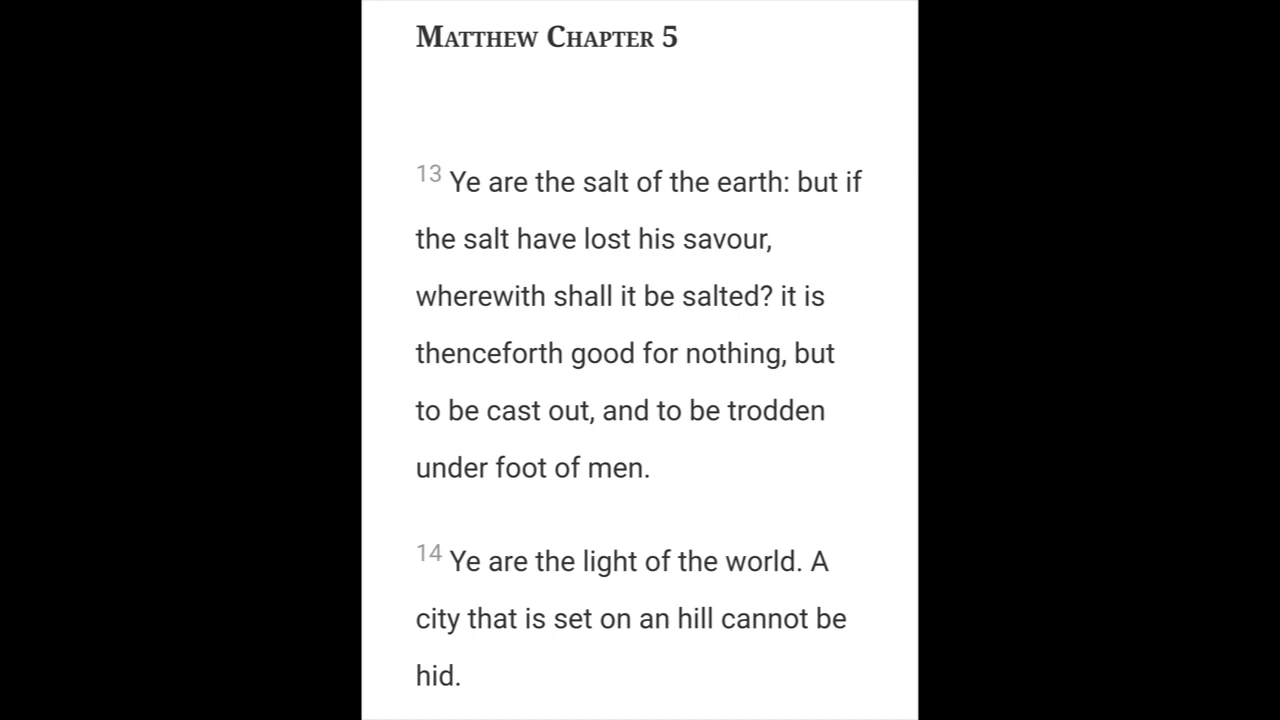 Matthew Chapter 5
13 Ye are the salt of the earth: but if
the salt have lost his savour,
wherewith shall it be salted? it is
thenceforth good for nothing, but
to be cast out, and to be trodden
under foot of men.
14 Ye are the light of the world. A
city that is set on an hill cannot be
hid.